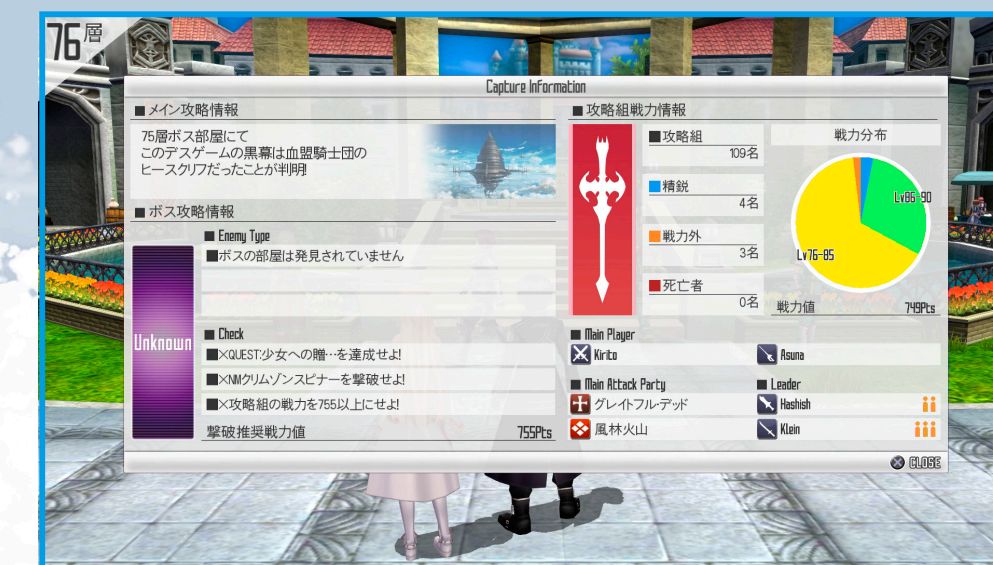 76層
Capture Information
■メイン攻略情報
75層ボス部屋にて
このデスゲームの黒幕は血盟騎士団の
ヒースクリフだったことが判明!
■ボス攻略情報
Unknown
■Enemy Type
■ボスの部屋は発見されていません
■Check
■×QUEST:少女への贈…を達成せよ!
■×NMクリムゾンスピナーを撃破せよ!
■×攻略組の戦力を755以上にせよ!
撃破推奨戦力値 755Pts
■攻略組戦力情報
■攻略組
109名
■精鋭
4名
■戦力外
3名
■死亡者
0名
戦力分布
Lv86-90
Lv76-85
戦力値 749Pts
■Main Player
Kirito Asuna
■Main Attack Party ■Leader
グレイトフル・デッド Hashish
風林火山 Klein
CLOSE